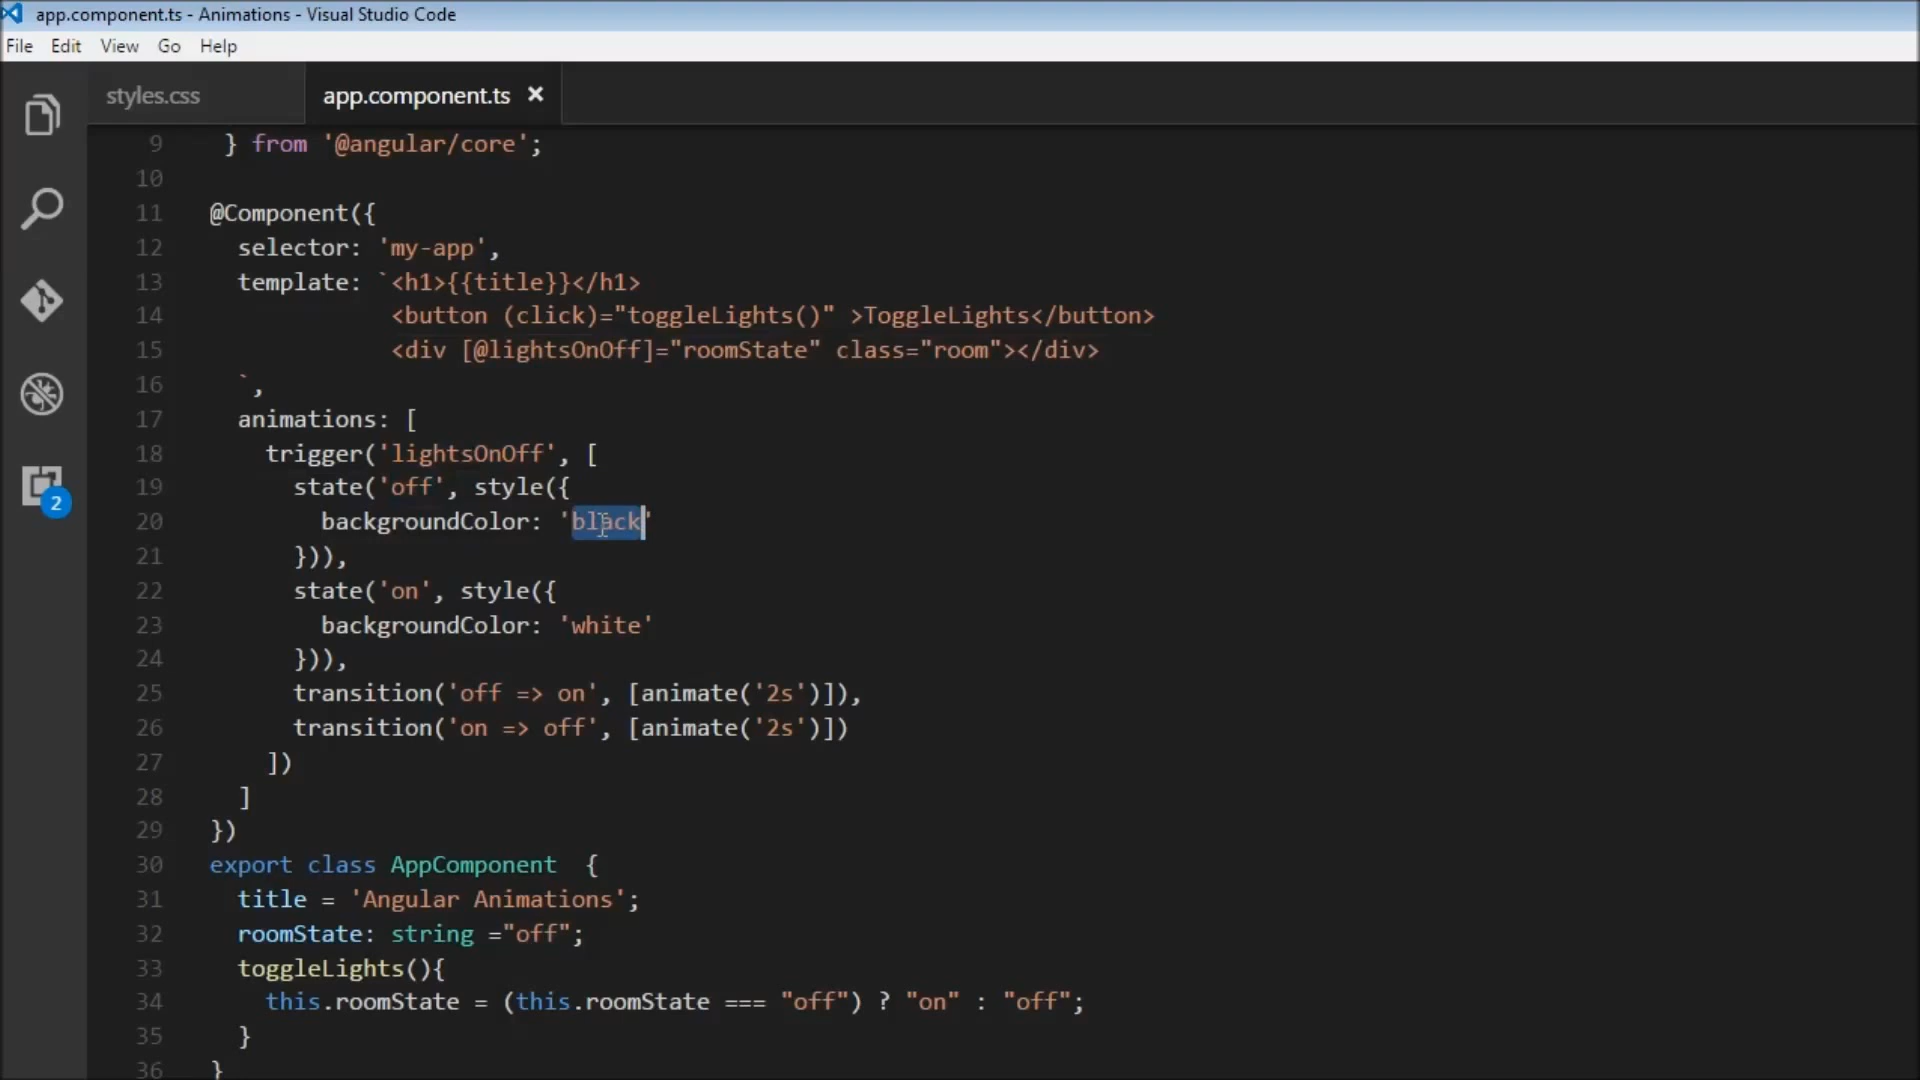 app.component.ts - Animations - Visual Studio Code
File Edit View Go Help
styles.css app.component.ts ×
9 } from '@angular/core';
10
11 @Component({
12 selector: 'my-app',
13 template: `<h1>{{title}}</h1>
14 <button (click)="toggleLights()" >ToggleLights</button>
15 <div [@lightsOnOff]="roomState" class="room"></div>
16 `,
17 animations: [
18 trigger('lightsOnOff', [
19 state('off', style({
20 backgroundColor: 'black'
21 })),
22 state('on', style({
23 backgroundColor: 'white'
24 })),
25 transition('off => on', [animate('2s')]),
26 transition('on => off', [animate('2s')])
27 ])
28 ]
29 })
30 export class AppComponent  {
31 title = 'Angular Animations';
32 roomState: string ="off";
33 toggleLights(){
34 this.roomState = (this.roomState === "off") ? "on" : "off";
35 }
36 }
2